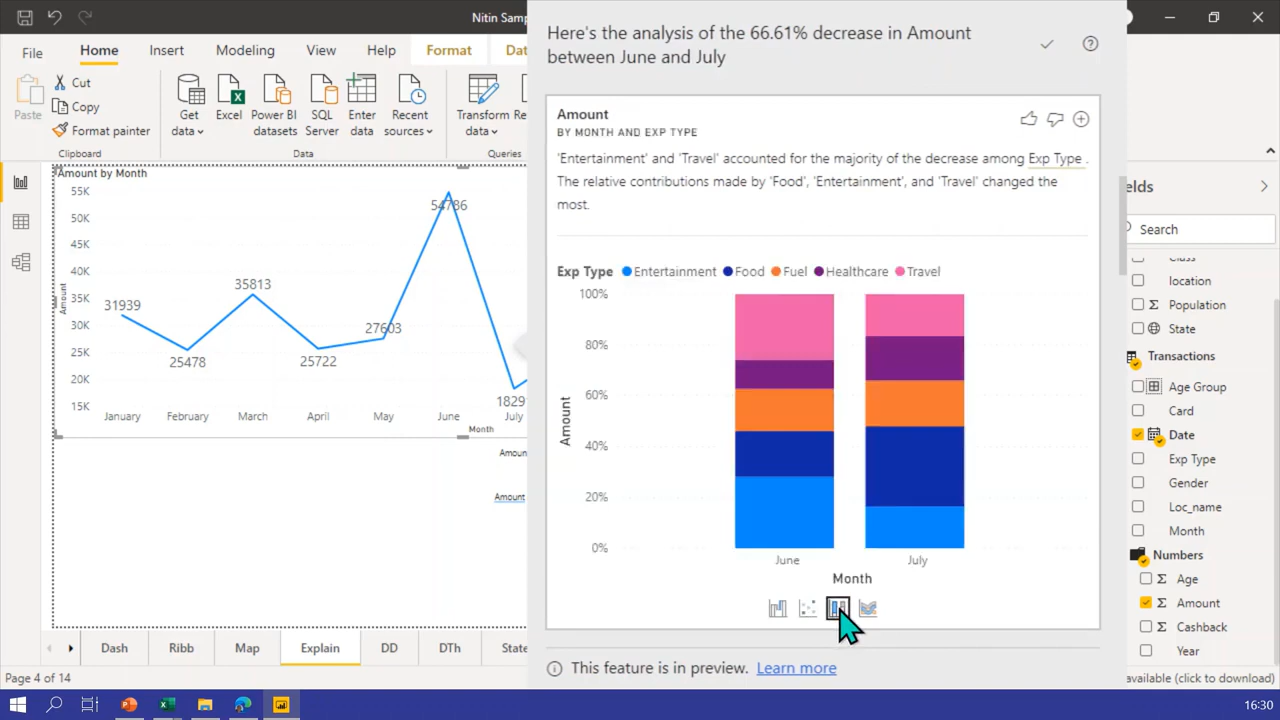 Nitin Samp
File
Home
Insert
Modeling
View
Help
Format
Dat
Paste
Cut
Copy
Format painter
Clipboard
Get
data
Excel
Power BI
datasets
SQL
Server
Enter
data
Recent
sources
Data
Transform
data
Re
Queries
Amount by Month
55K
50K
45K
40K
35K
30K
25K
20K
15K
Amount
31939
25478
35813
25722
27603
54786
1829
January
February
March
April
May
June
July
Month
Amoun
Amount
Here's the analysis of the 66.61% decrease in Amount
between June and July
Amount
BY MONTH AND EXP TYPE
'Entertainment' and 'Travel' accounted for the majority of the decrease among Exp Type .
The relative contributions made by 'Food', 'Entertainment', and 'Travel' changed the
most.
Exp Type Entertainment Food Fuel Healthcare Travel
100%
80%
60%
40%
20%
0%
Amount
June
July
Month
This feature is in preview. Learn more
elds
Search
Class
location
Population
State
Transactions
Age Group
Card
Date
Exp Type
Gender
Loc_name
Month
Numbers
Age
Amount
Cashback
Year
Dash
Ribb
Map
Explain
DD
DTh
State
Page 4 of 14
available (click to download)
16:30